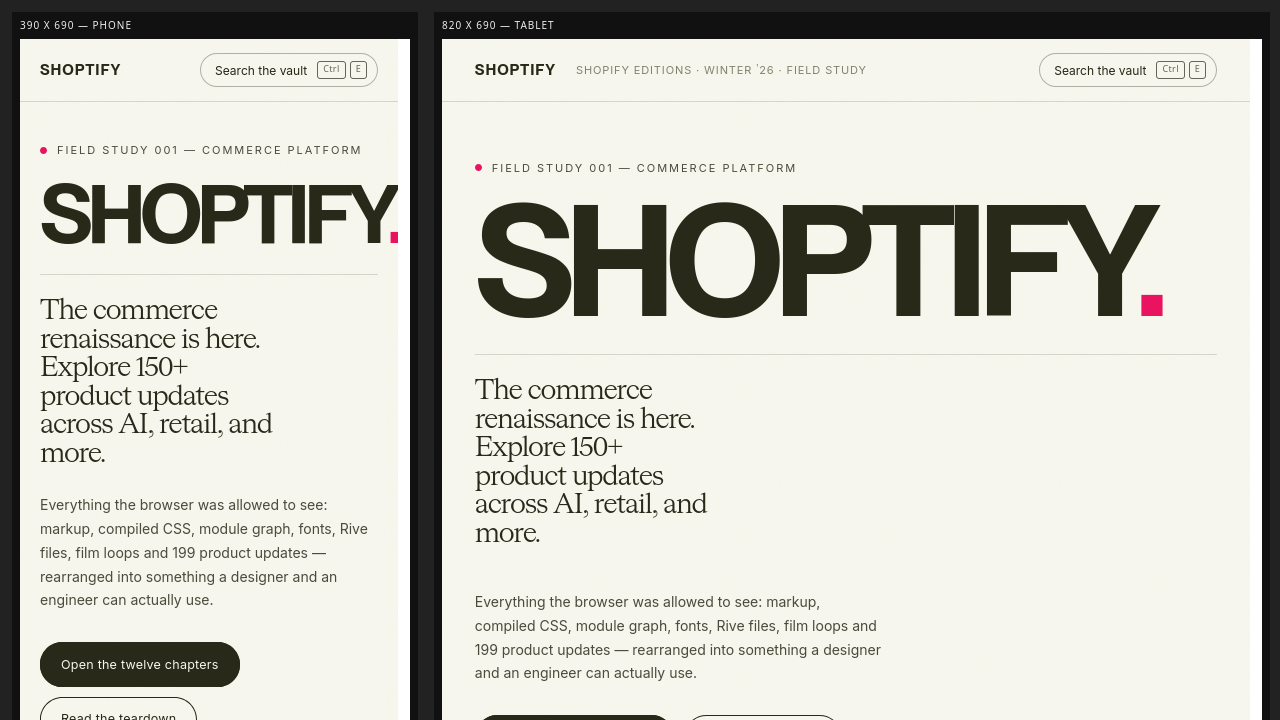 390 X 690 — PHONE
SHOPTIFY
Search the vault Ctrl E
FIELD STUDY 001 — COMMERCE PLATFORM
SHOPTIFY.
The commerce
renaissance is here.
Explore 150+
product updates
across AI, retail, and
more.
Everything the browser was allowed to see:
markup, compiled CSS, module graph, fonts, Rive
files, film loops and 199 product updates —
rearranged into something a designer and an
engineer can actually use.
Open the twelve chapters
Read the teardown
820 X 690 — TABLET
SHOPTIFY SHOPIFY EDITIONS · WINTER '26 · FIELD STUDY
Search the vault Ctrl E
FIELD STUDY 001 — COMMERCE PLATFORM
SHOPTIFY.
The commerce
renaissance is here.
Explore 150+
product updates
across AI, retail, and
more.
Everything the browser was allowed to see: markup,
compiled CSS, module graph, fonts, Rive files, film loops and
199 product updates — rearranged into something a designer
and an engineer can actually use.